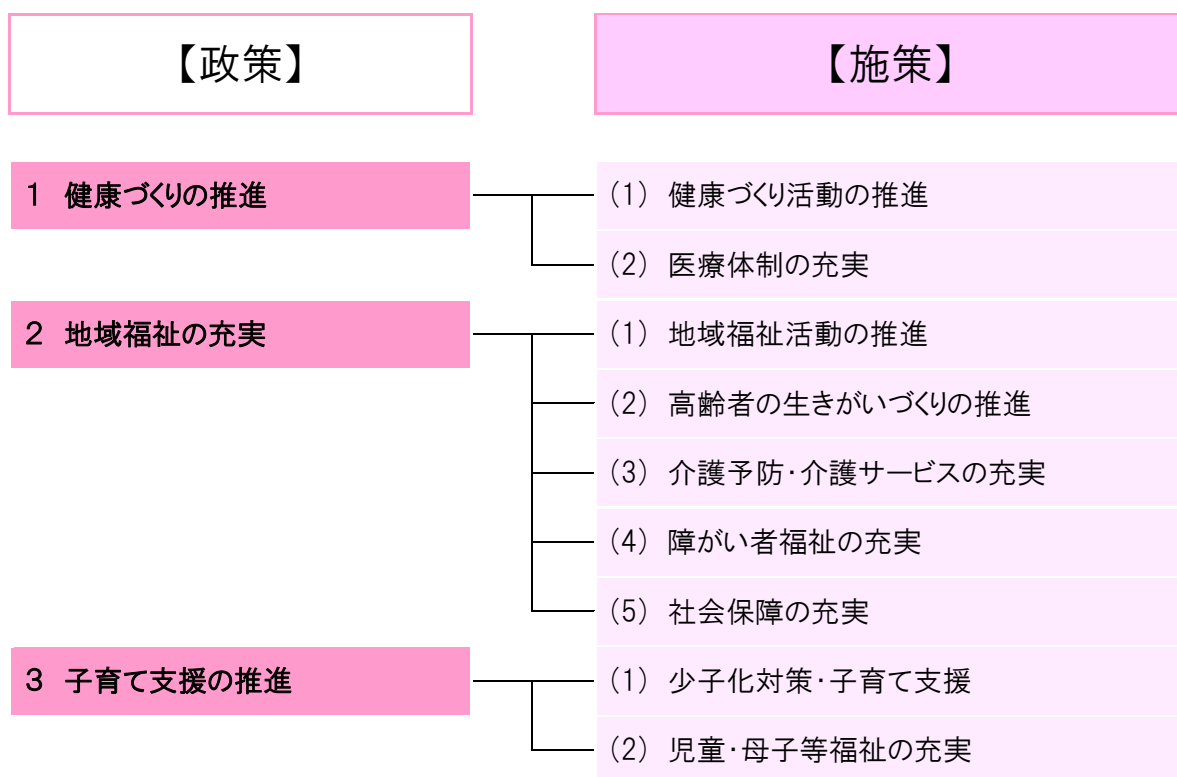 【政策】
【施策】
1 健康づくりの推進
(1) 健康づくり活動の推進
(2) 医療体制の充実
2 地域福祉の充実
(1) 地域福祉活動の推進
(2) 高齢者の生きがいづくりの推進
(3) 介護予防・介護サービスの充実
(4) 障がい者福祉の充実
(5) 社会保障の充実
3 子育て支援の推進
(1) 少子化対策・子育て支援
(2) 児童・母子等福祉の充実